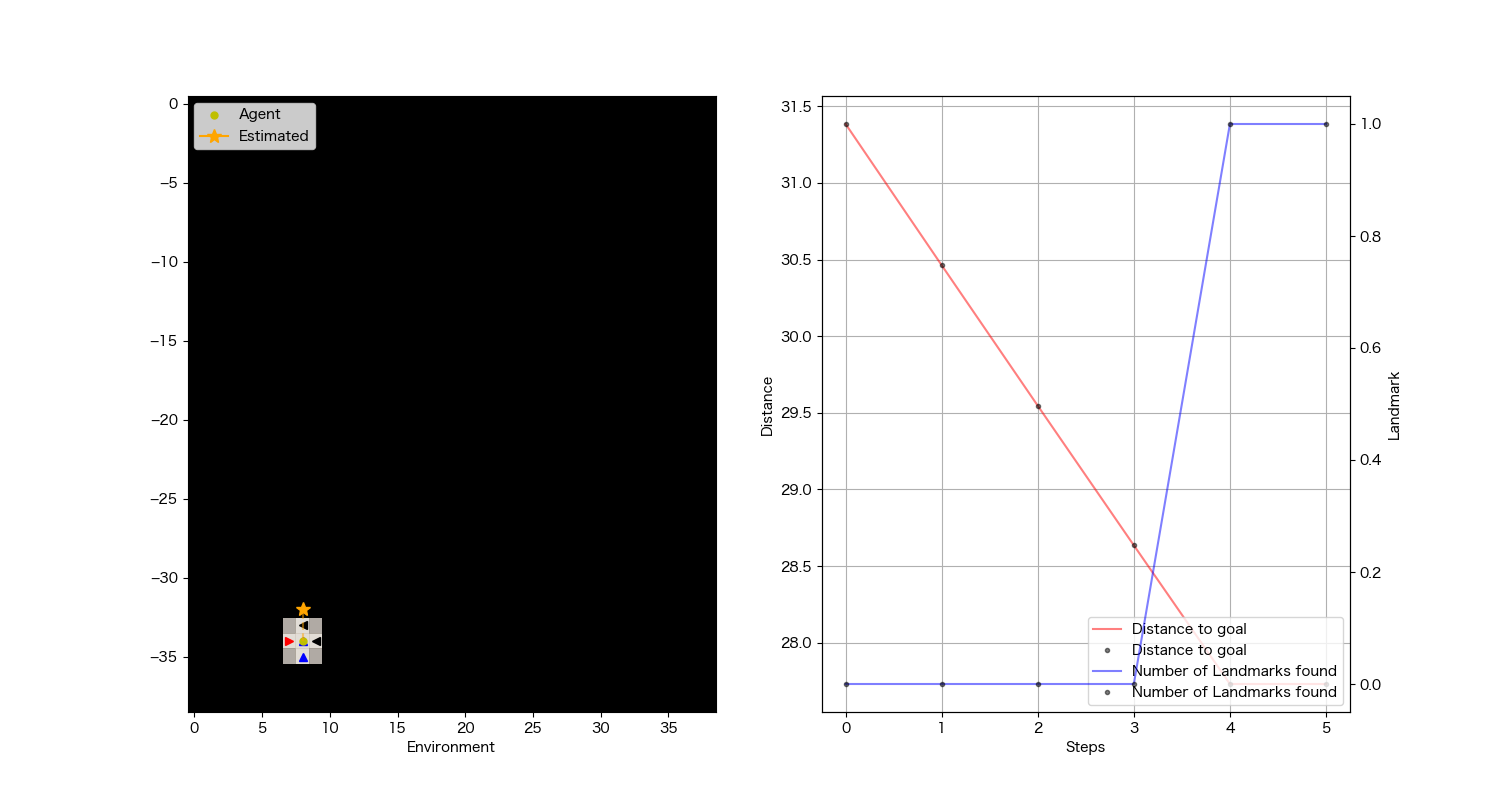 Agent
Estimated
0
−5
−10
−15
−20
−25
−30
−35
0 5 10 15 20 25 30 35
Environment
31.5
31.0
30.5
30.0
29.5
29.0
28.5
28.0
Distance
1.0
0.8
0.6
0.4
0.2
0.0
Landmark
Distance to goal
Distance to goal
Number of Landmarks found
Number of Landmarks found
0 1 2 3 4 5
Steps